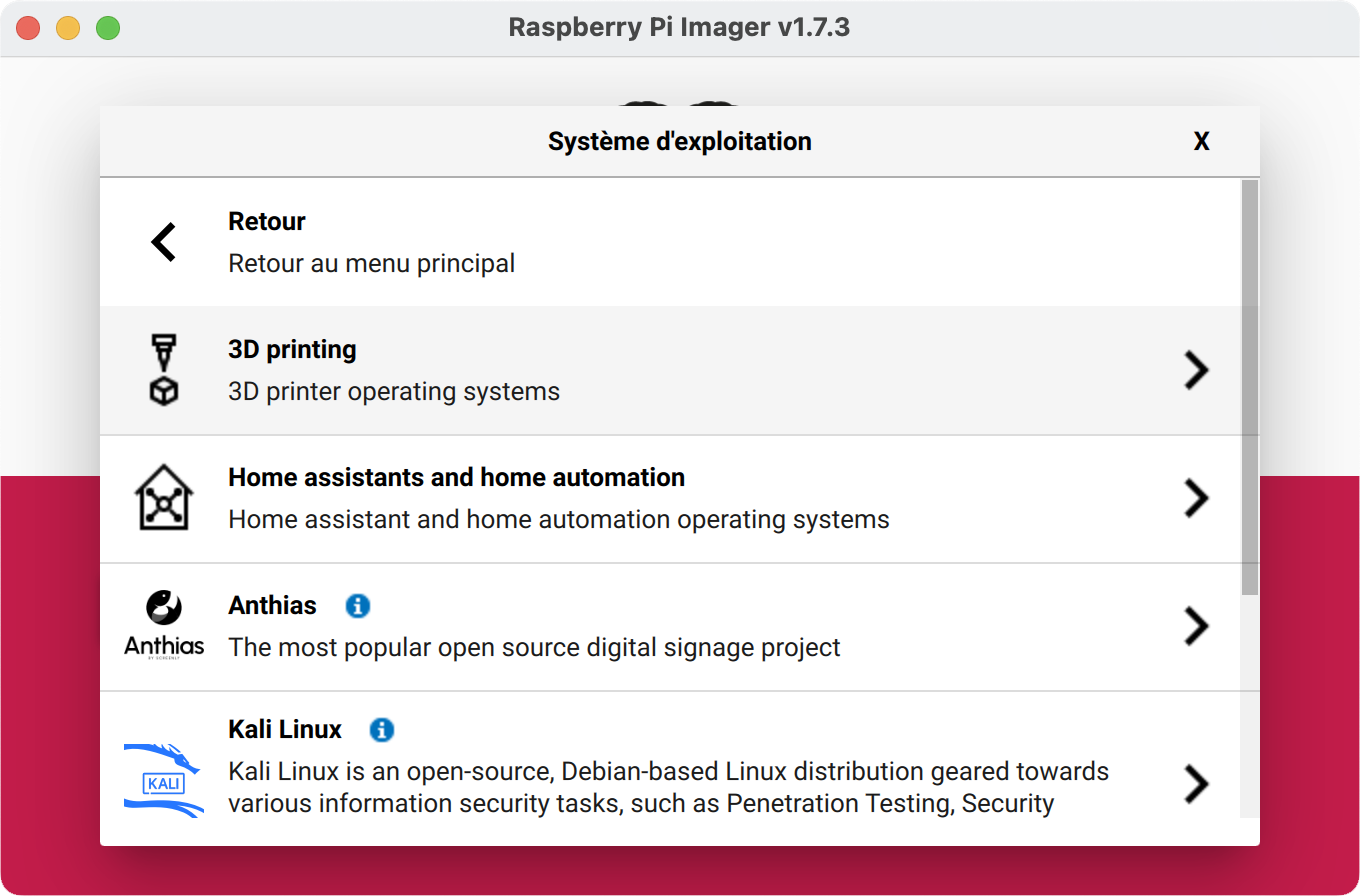 Raspberry Pi Imager v1.7.3
Système d'exploitation
X
Retour
Retour au menu principal
3D printing
3D printer operating systems
Home assistants and home automation
Home assistant and home automation operating systems
Anthias
Anthias
BY SCREENLY
The most popular open source digital signage project
Kali Linux
KALI
Kali Linux is an open-source, Debian-based Linux distribution geared towards
various information security tasks, such as Penetration Testing, Security